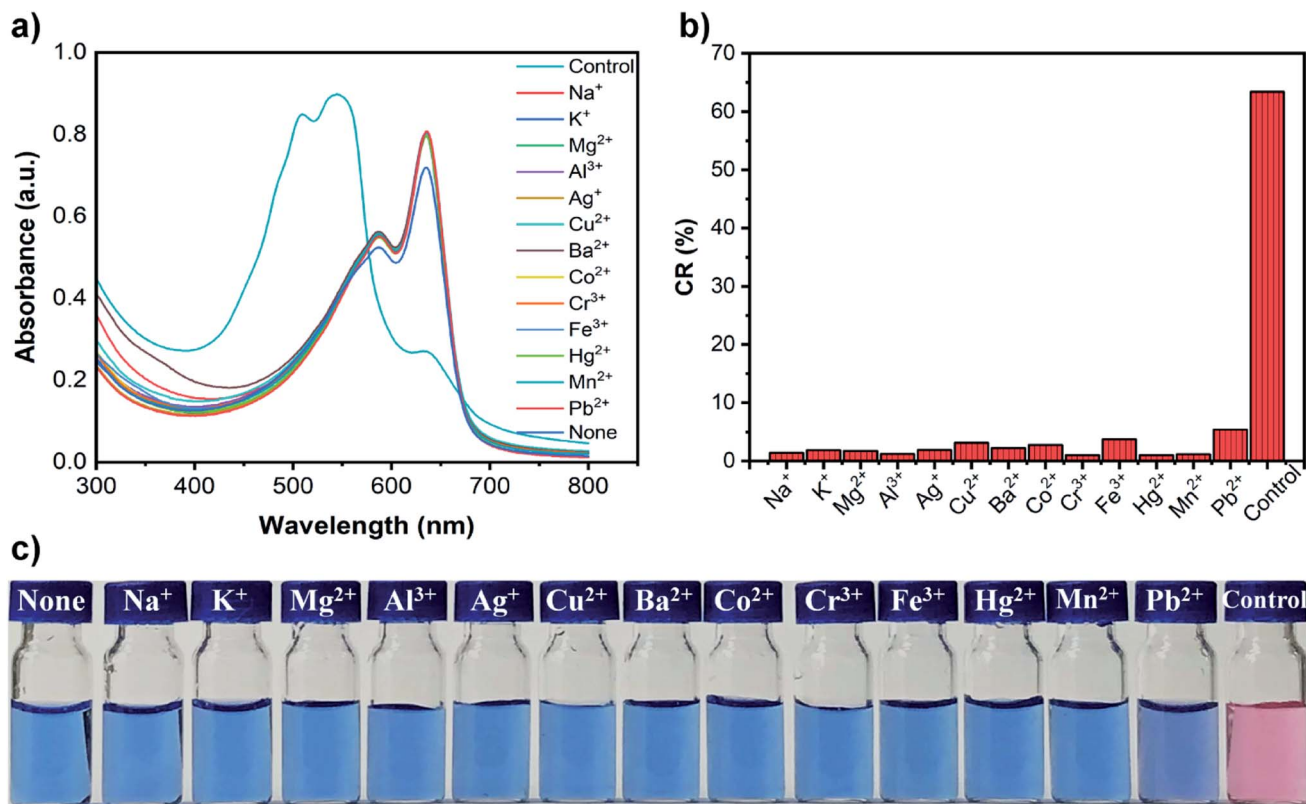 a)
1.0
0.8
0.6
0.4
0.2
0.0
Absorbance (a.u.)
300 400 500 600 700 800
Wavelength (nm)
Control
Na⁺
K⁺
Mg²⁺
Al³⁺
Ag⁺
Cu²⁺
Ba²⁺
Co²⁺
Cr³⁺
Fe³⁺
Hg²⁺
Mn²⁺
Pb²⁺
None
b)
70
60
50
40
30
20
10
0
CR (%)
Na⁺ K⁺ Mg²⁺ Al³⁺ Ag⁺ Cu²⁺ Ba²⁺ Co²⁺ Cr³⁺ Fe³⁺ Hg²⁺ Mn²⁺ Pb²⁺ Control
c)
None Na⁺ K⁺ Mg²⁺ Al³⁺ Ag⁺ Cu²⁺ Ba²⁺ Co²⁺ Cr³⁺ Fe³⁺ Hg²⁺ Mn²⁺ Pb²⁺ Control